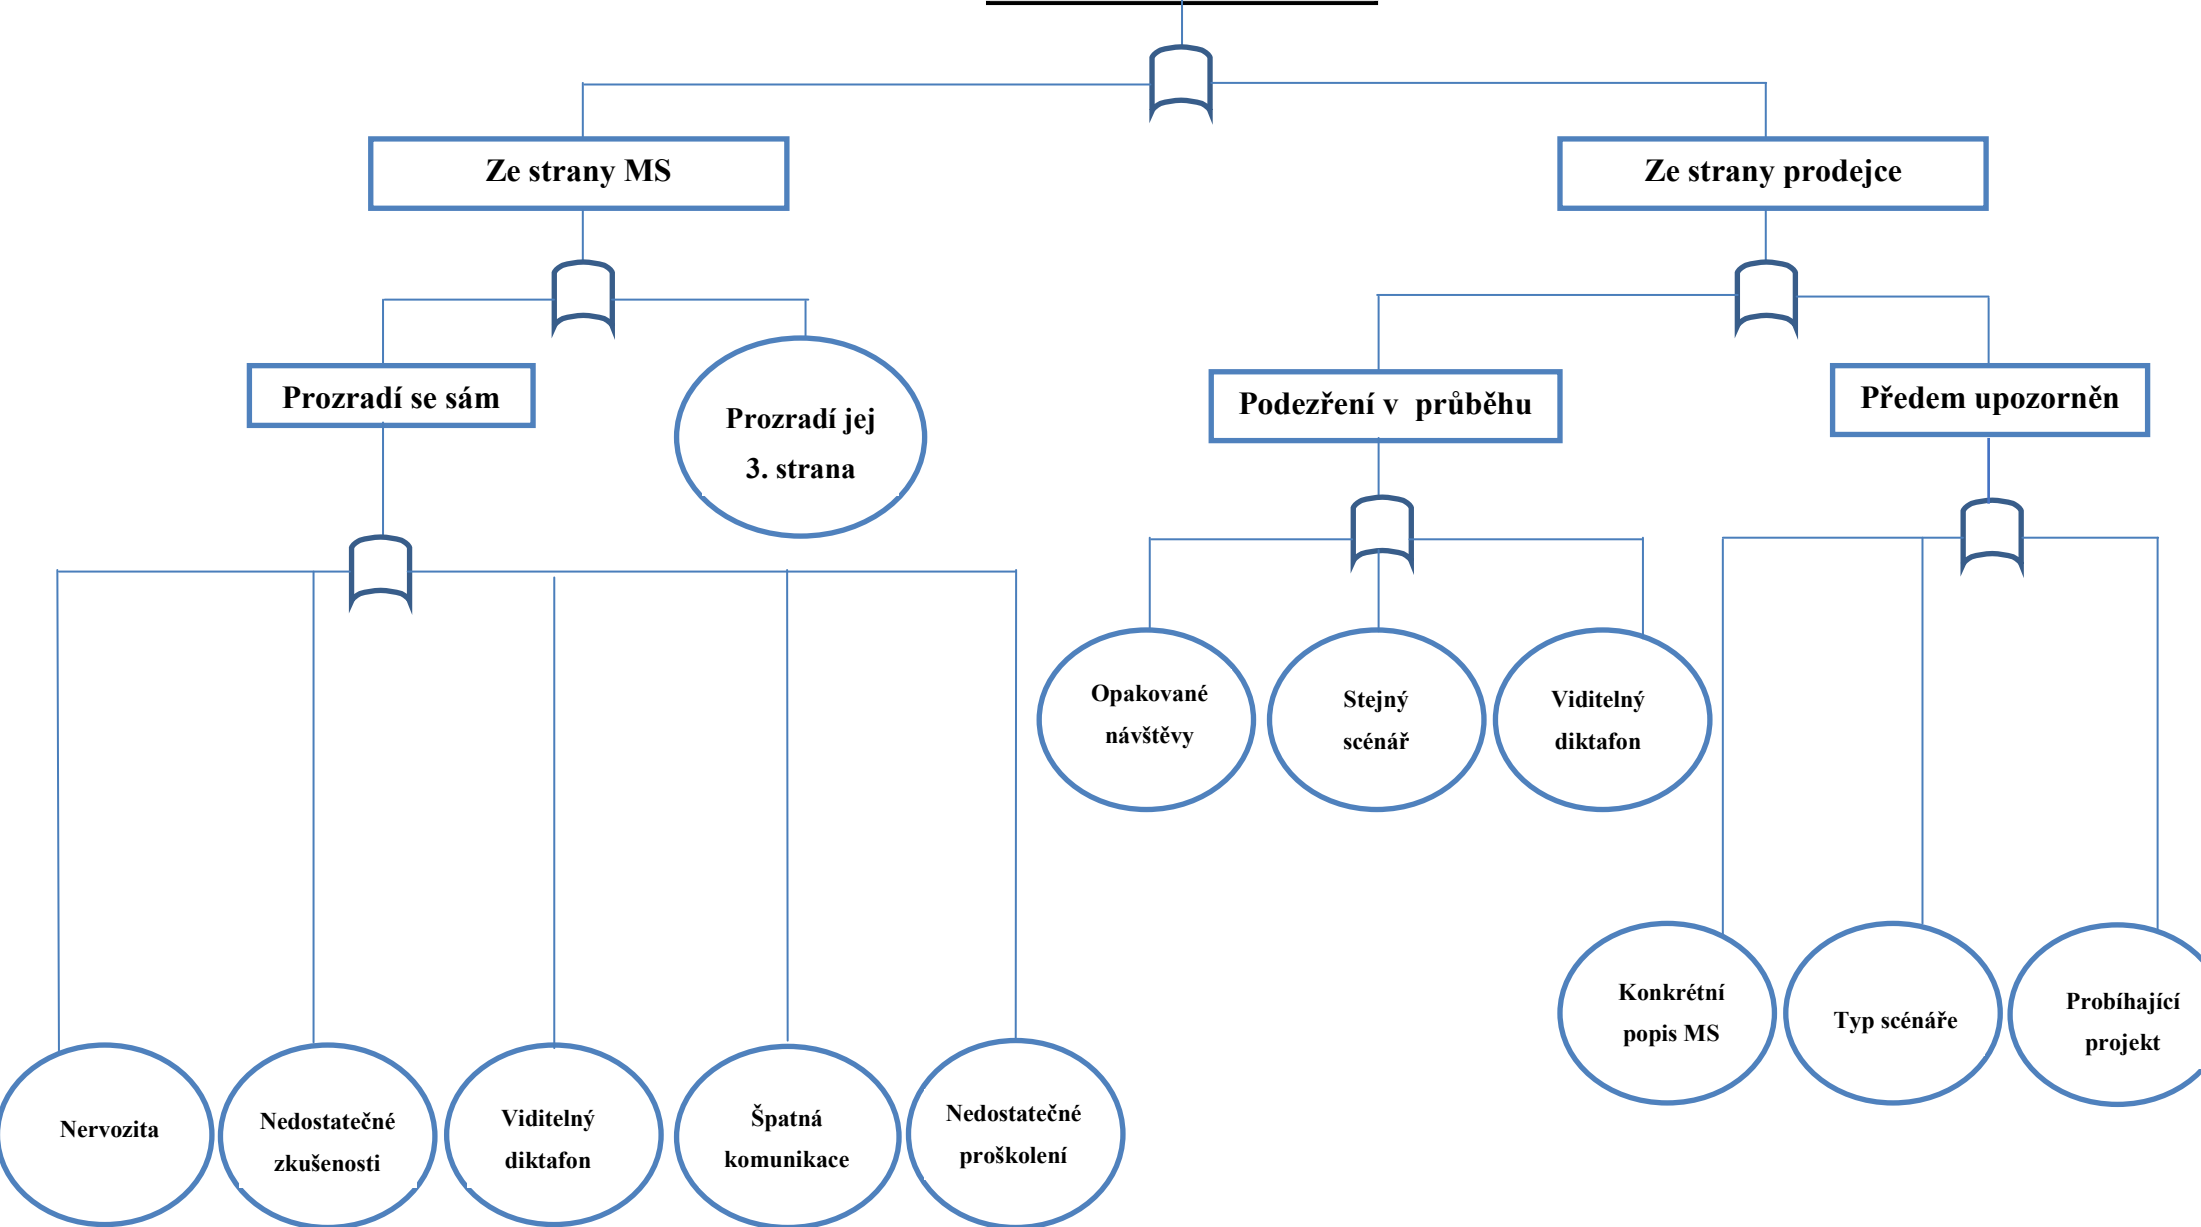 Ze strany MS
Ze strany prodejce
Prozradí se sám
Prozradí jej
3. strana
Podezření v  průběhu
Předem upozorněn
Opakované
návštěvy
Stejný
scénář
Viditelný
diktafon
Konkrétní
popis MS
Typ scénáře
Probíhající
projekt
Nervozita
Nedostatečné
zkušenosti
Viditelný
diktafon
Špatná
komunikace
Nedostatečné
proškolení